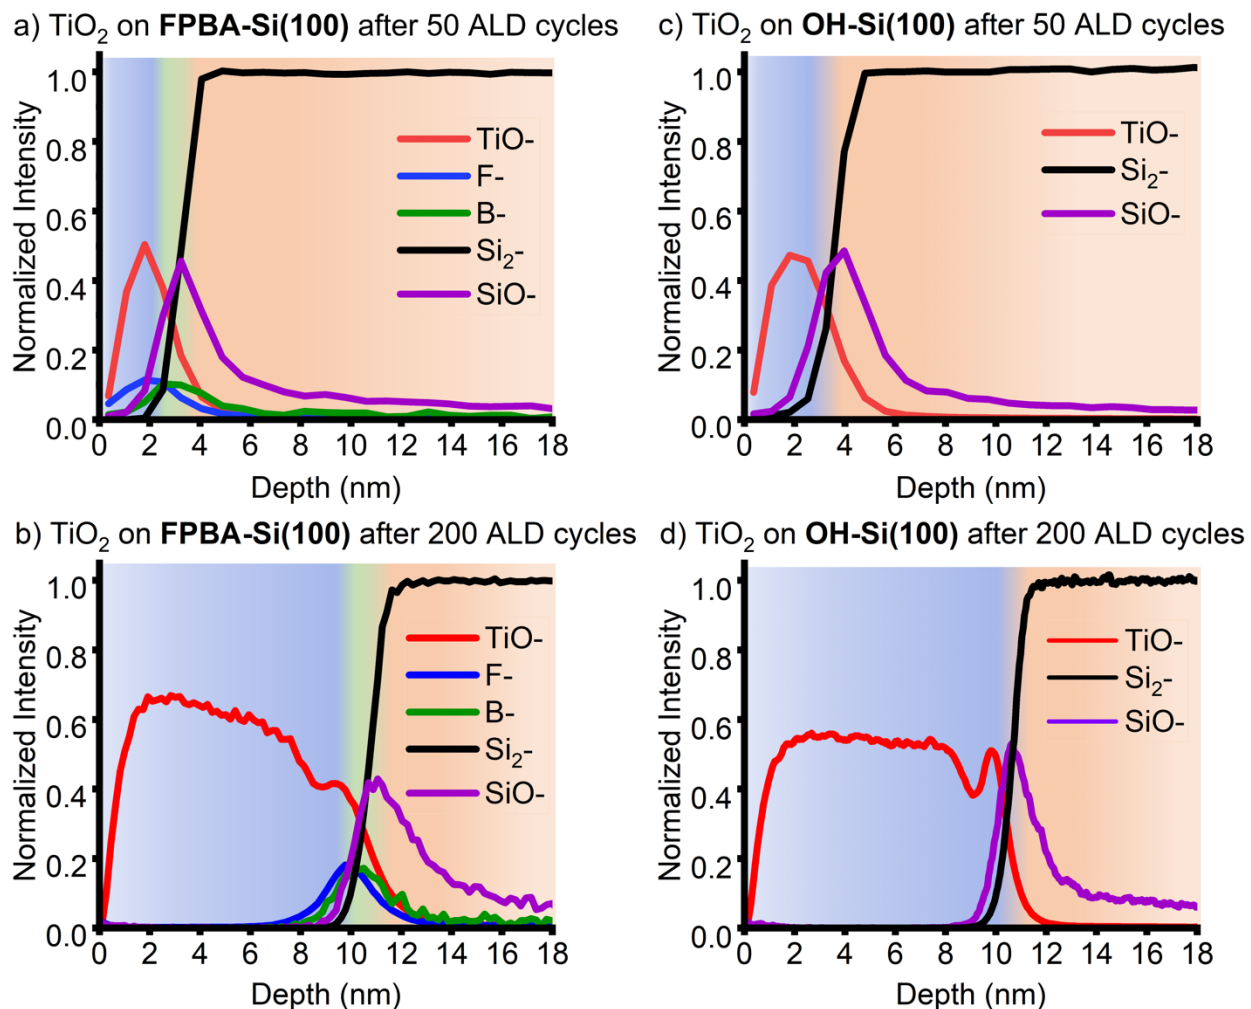 a) TiO₂ on FPBA-Si(100) after 50 ALD cycles
Normalized Intensity
1.0
0.8
0.6
0.4
0.2
0.0
TiO-
F-
B-
Si₂-
SiO-
0 2 4 6 8 10 12 14 16 18
Depth (nm)
c) TiO₂ on OH-Si(100) after 50 ALD cycles
Normalized Intensity
1.0
0.8
0.6
0.4
0.2
0.0
TiO-
Si₂-
SiO-
0 2 4 6 8 10 12 14 16 18
Depth (nm)
b) TiO₂ on FPBA-Si(100) after 200 ALD cycles
Normalized Intensity
1.0
0.8
0.6
0.4
0.2
0.0
TiO-
F-
B-
Si₂-
SiO-
0 2 4 6 8 10 12 14 16 18
Depth (nm)
d) TiO₂ on OH-Si(100) after 200 ALD cycles
Normalized Intensity
1.0
0.8
0.6
0.4
0.2
0.0
TiO-
Si₂-
SiO-
0 2 4 6 8 10 12 14 16 18
Depth (nm)